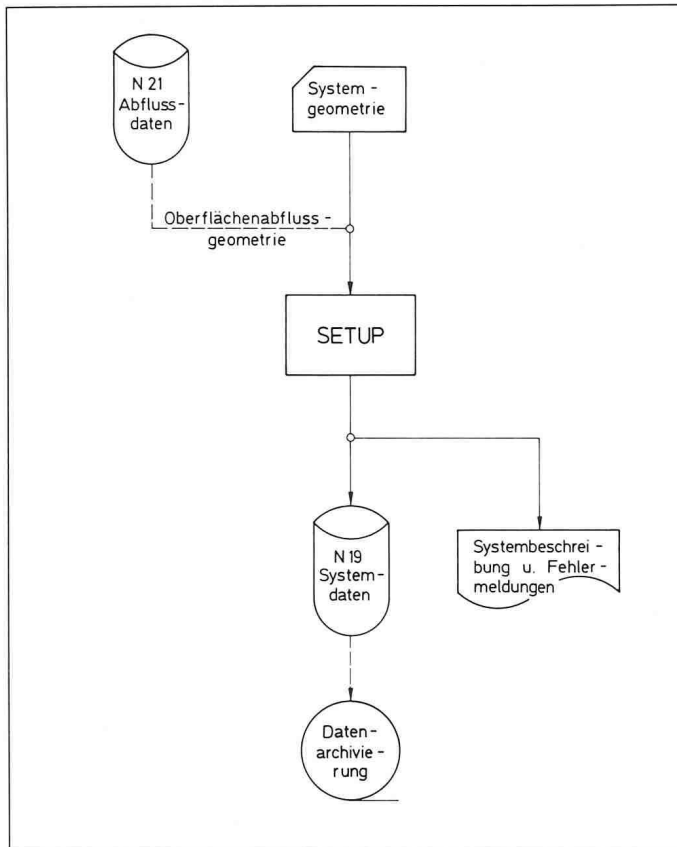 N 21
Abfluss-
daten
System-
geometrie
Oberflächenabfluss-
geometrie
SETUP
N 19
System-
daten
Systembeschrei-
bung u. Fehler-
meldungen
Daten-
archivie-
rung